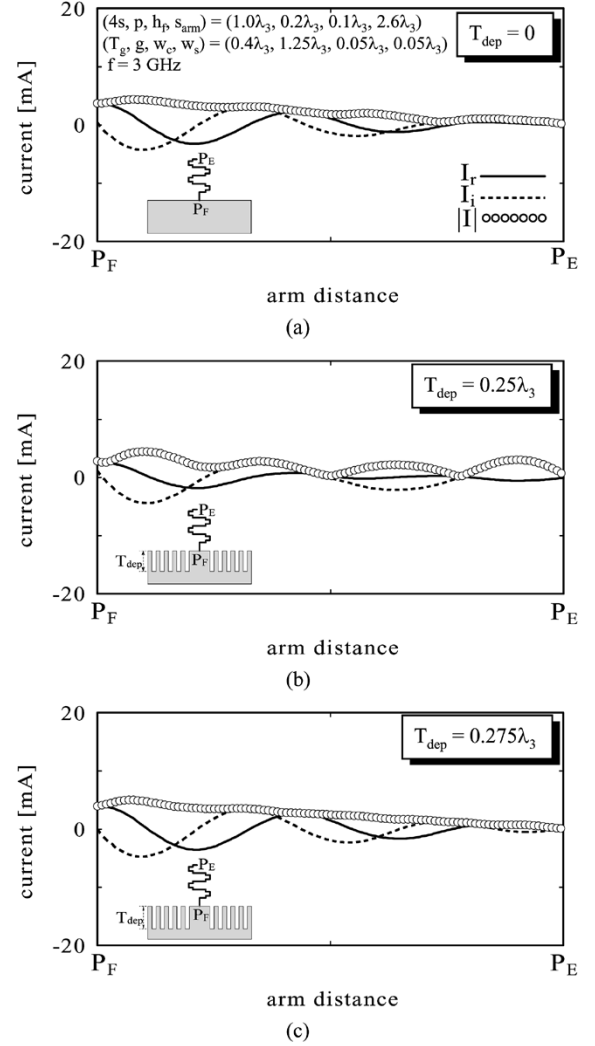 20
(4s, p, h_f, s_arm) = (1.0λ₃, 0.2λ₃, 0.1λ₃, 2.6λ₃)
(T_g, g, w_c, w_s) = (0.4λ₃, 1.25λ₃, 0.05λ₃, 0.05λ₃)
f = 3 GHz
T_dep = 0
current [mA]
0
P_E
P_F
I_r
I_i
|I|
-20
P_F
P_E
arm distance
(a)
20
T_dep = 0.25λ₃
current [mA]
0
P_E
T_dep
P_F
-20
P_F
P_E
arm distance
(b)
20
T_dep = 0.275λ₃
current [mA]
0
P_E
T_dep
P_F
-20
P_F
P_E
arm distance
(c)